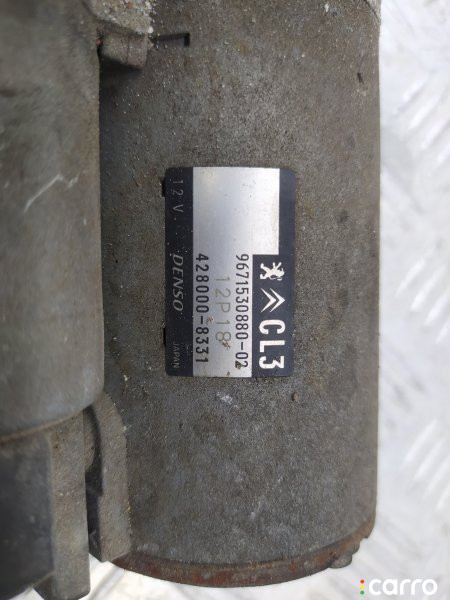 CL3
9671530880-02
12P18
428000-8331
12V. DENSO JAPAN
carro